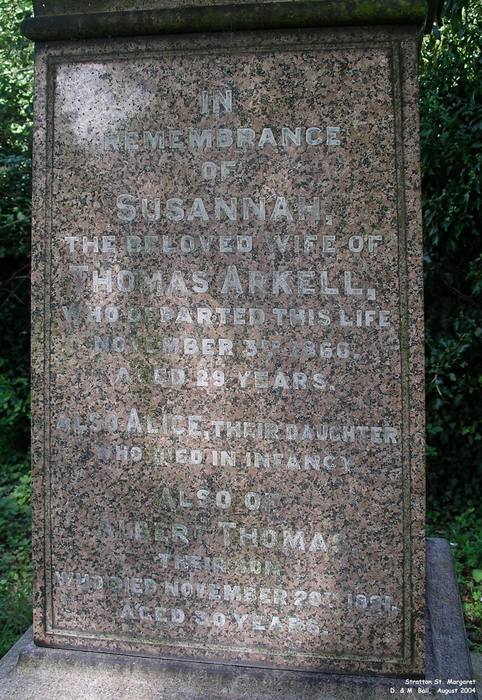 IN
REMEMBRANCE
OF
SUSANNAH,
THE BELOVED WIFE OF
THOMAS ARKELL,
WHO DEPARTED THIS LIFE
NOVEMBER 3RD 1860.
AGED 29 YEARS.
ALSO ALICE, THEIR DAUGHTER
WHO DIED IN INFANCY
ALSO OF
ALBERT THOMAS,
THEIR SON
WHO DIED NOVEMBER 29TH 1891,
AGED 30 YEARS.
Stratton St. Margaret
D. & M Ball, August 2004